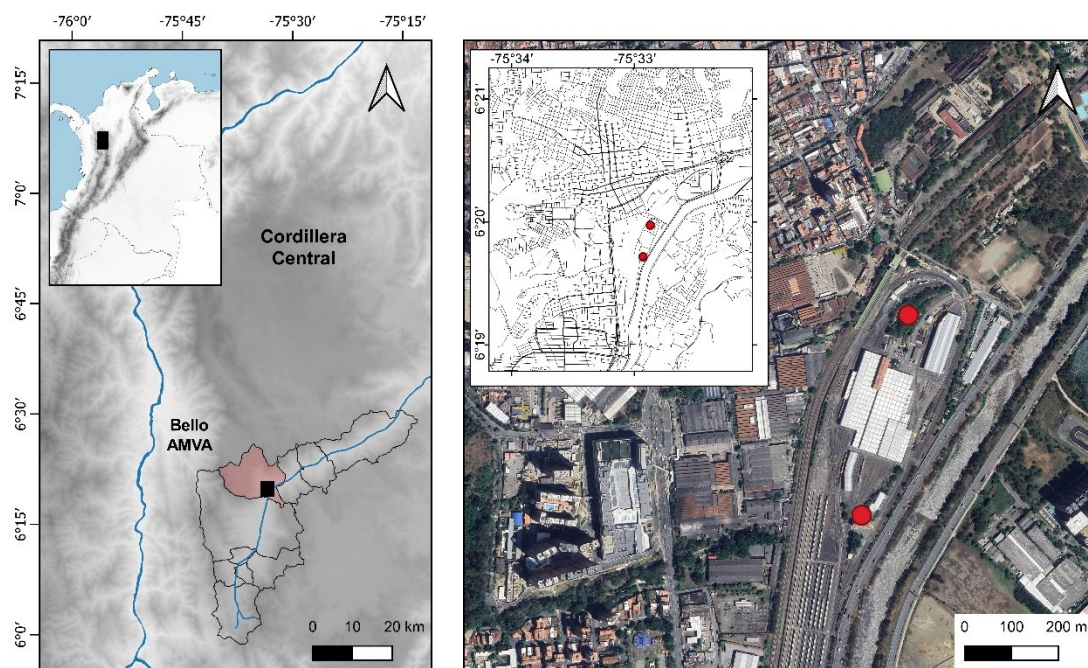 -76°0′
-75°45′
-75°30′
-75°15′
7°15′
7°0′
6°45′
6°30′
6°15′
6°0′
Cordillera
Central
Bello
AMVA
0 10 20 km
-75°34′
-75°33′
6°21′
6°20′
6°19′
0 100 200 m